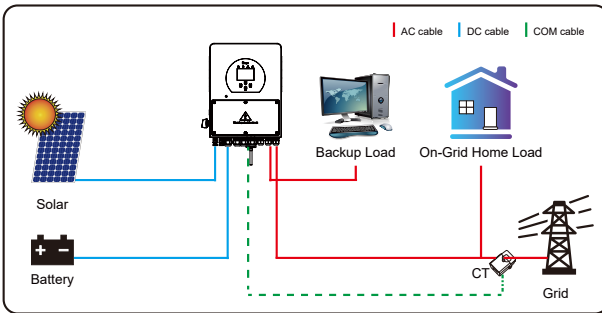 AC cable
DC cable
COM cable
Backup Load
On-Grid Home Load
Solar
Battery
CT
Grid